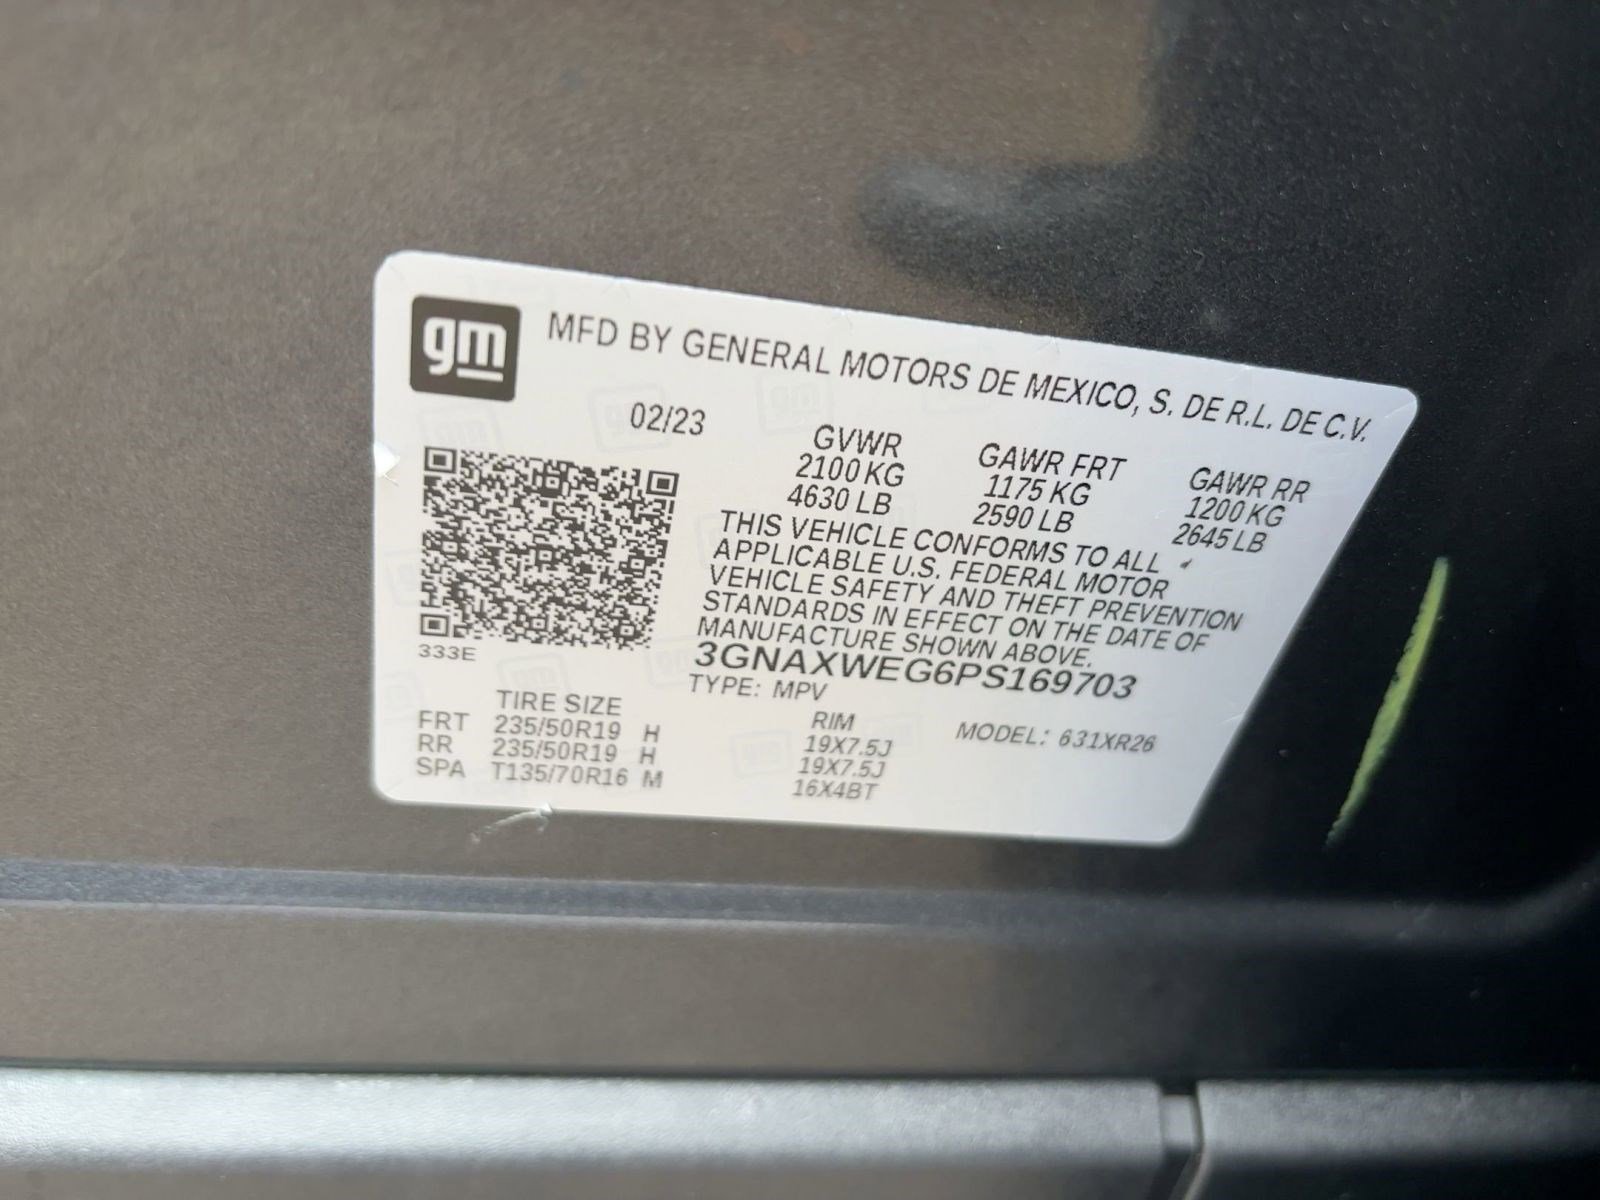 gm
MFD BY GENERAL MOTORS DE MEXICO, S. DE R.L. DE C.V.
02/23
GVWR GAWR FRT GAWR RR
2100 KG 1175 KG 1200 KG
4630 LB 2590 LB 2645 LB
THIS VEHICLE CONFORMS TO ALL
APPLICABLE U.S. FEDERAL MOTOR
VEHICLE SAFETY AND THEFT PREVENTION
STANDARDS IN EFFECT ON THE DATE OF
MANUFACTURE SHOWN ABOVE.
333E
3GNAXWEG6PS169703
TYPE: MPV
MODEL: 631XR26
TIRE SIZE RIM
FRT 235/50R19 H 19X7.5J
RR 235/50R19 H 19X7.5J
SPA T135/70R16 M 16X4BT